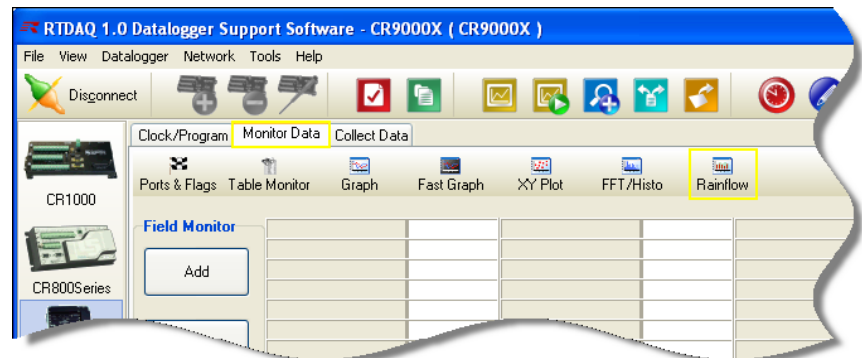 RTDAQ 1.0 Datalogger Support Software - CR9000X ( CR9000X )
File View Datalogger Network Tools Help
Disconnect
Clock/Program Monitor Data Collect Data
Ports & Flags Table Monitor Graph Fast Graph XY Plot FFT/Histo Rainflow
CR1000
Field Monitor
Add
CR800Series